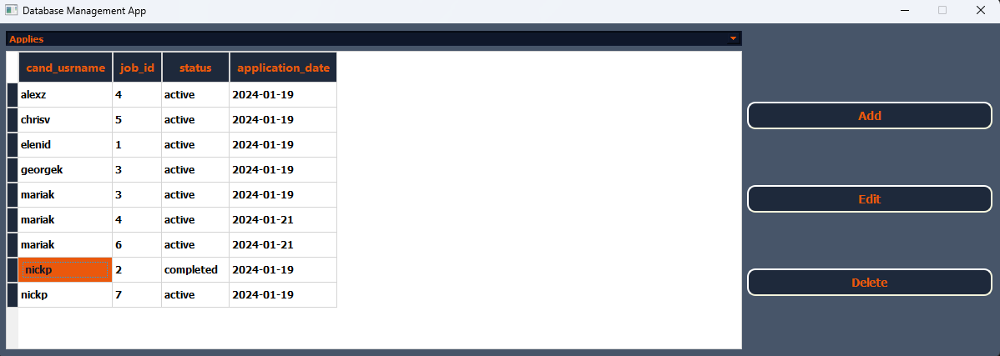 Database Management App
Applies
cand_usrname job_id status application_date
alexz 4 active 2024-01-19
chrisv 5 active 2024-01-19
elenid 1 active 2024-01-19
georgek 3 active 2024-01-19
mariak 3 active 2024-01-19
mariak 4 active 2024-01-21
mariak 6 active 2024-01-21
nickp 2 completed 2024-01-19
nickp 7 active 2024-01-19
Add
Edit
Delete